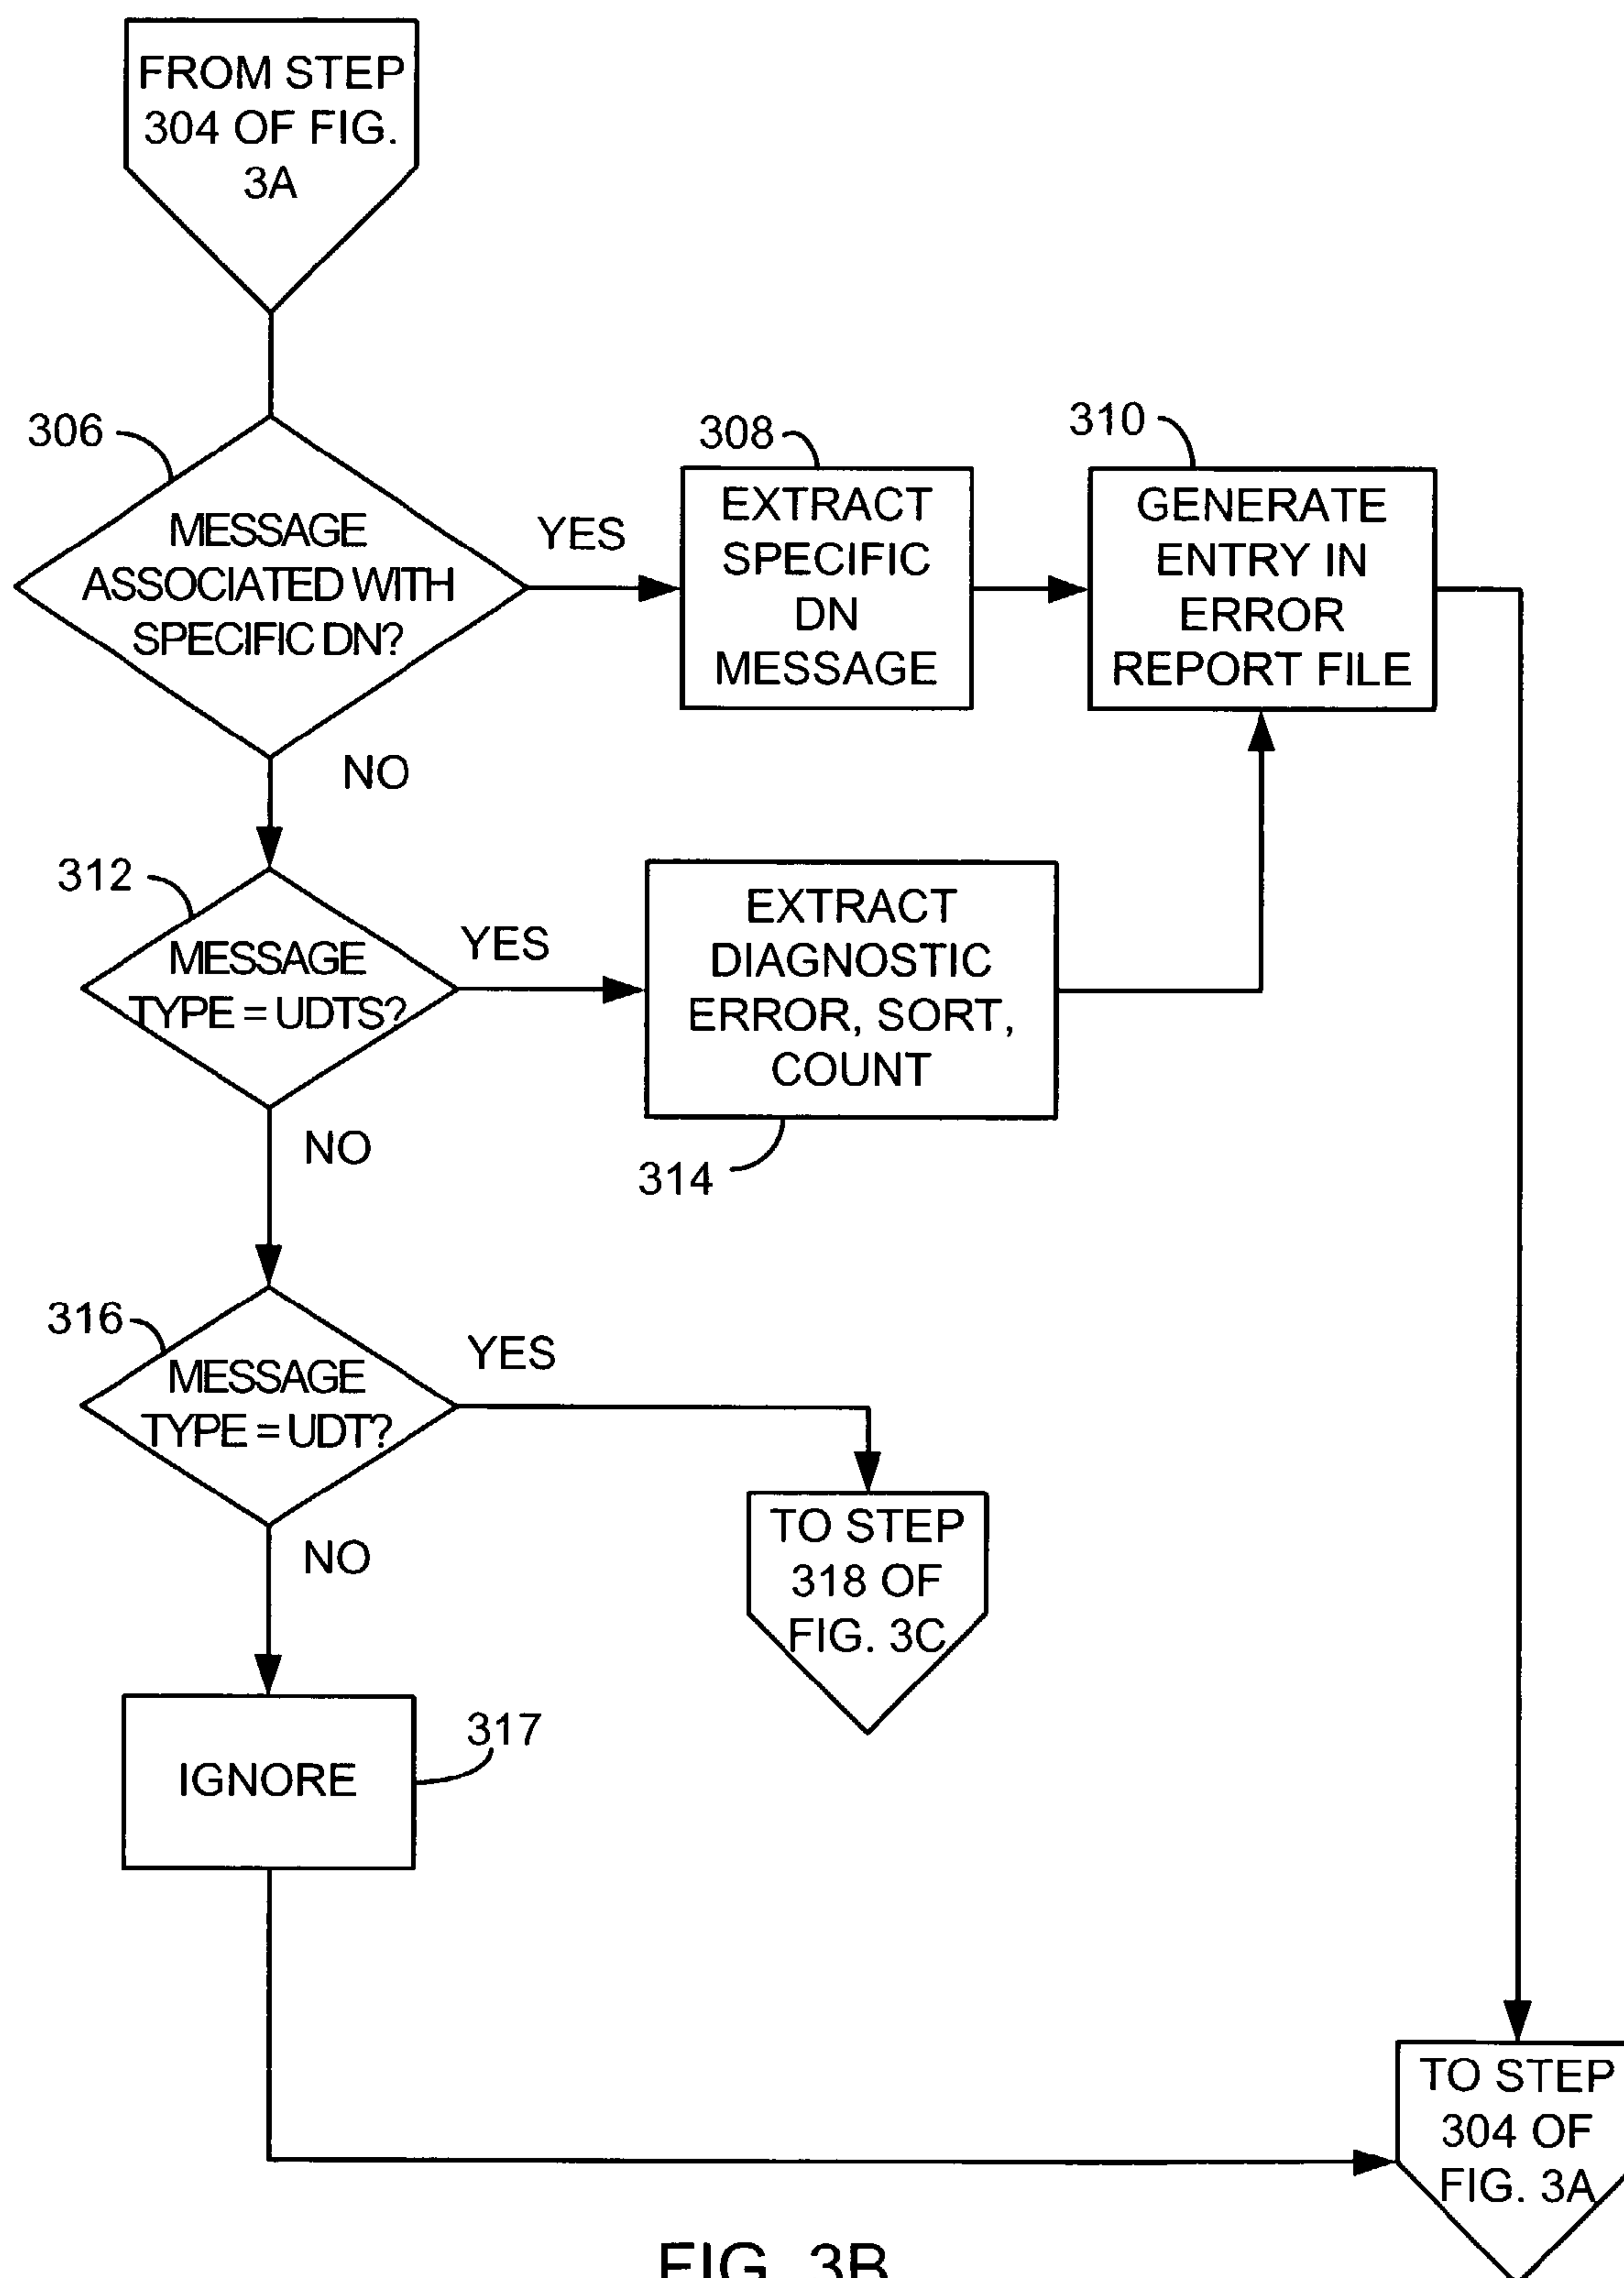 FROM STEP
304 OF FIG.
3A
306
MESSAGE
ASSOCIATED WITH
SPECIFIC DN?
YES
308
EXTRACT
SPECIFIC
DN
MESSAGE
310
GENERATE
ENTRY IN
ERROR
REPORT FILE
NO
312
MESSAGE
TYPE = UDTS?
YES
EXTRACT
DIAGNOSTIC
ERROR, SORT,
COUNT
314
NO
316
MESSAGE
TYPE = UDT?
YES
TO STEP
318 OF
FIG. 3C
NO
IGNORE
317
TO STEP
304 OF
FIG. 3A
FIG. 3B